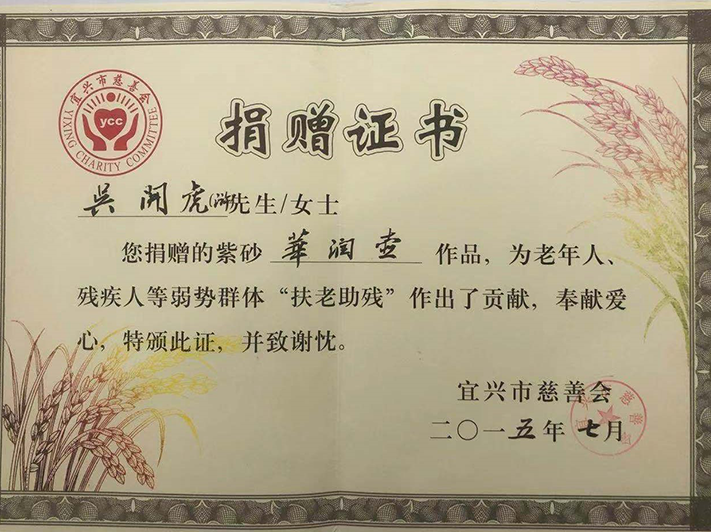 宜兴市慈善会
YIXING CHARITY COMMITTEE
ycc
捐赠证书
吴開虎(浒)先生/女士
您捐赠的紫砂 華润壶 作品，为老年人、
残疾人等弱势群体“扶老助残”作出了贡献，奉献爱
心，特颁此证，并致谢忱。
宜兴市慈善会
二〇一五年七月